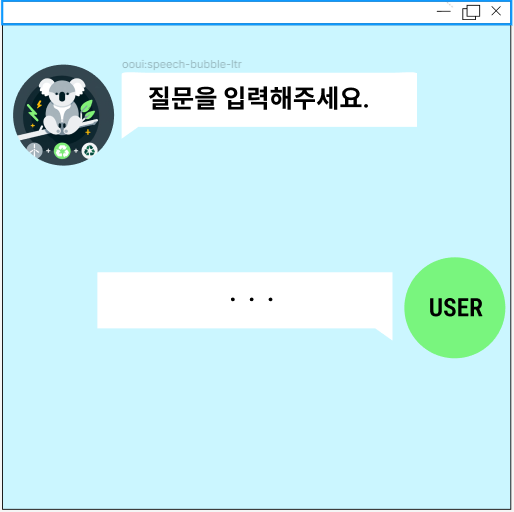 ooui:speech-bubble-ltr
질문을 입력해주세요.
. . .
USER